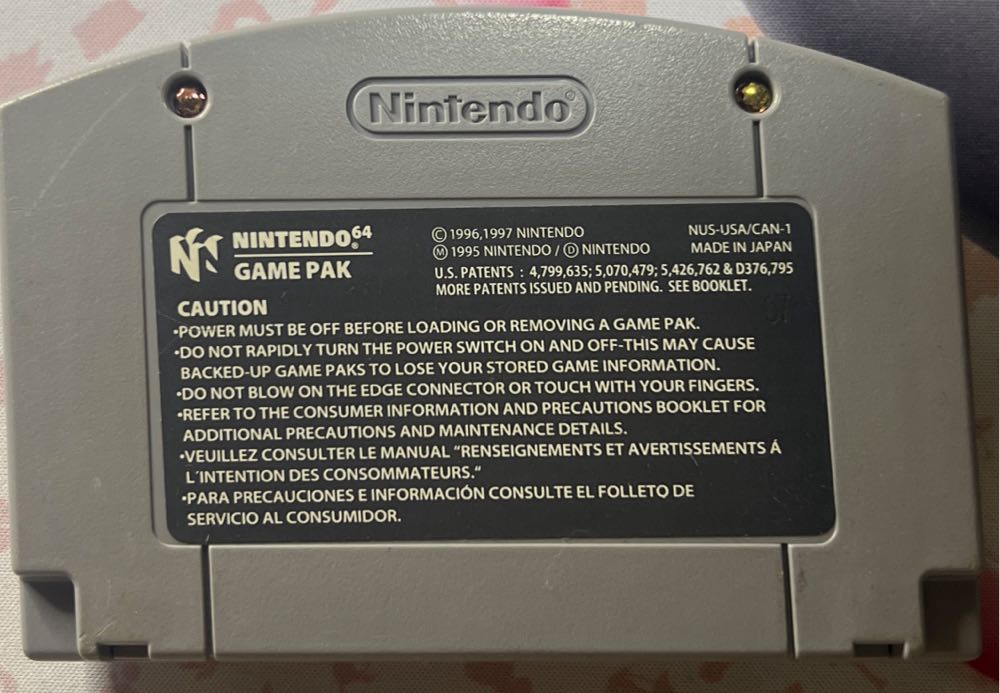 Nintendo®
NINTENDO®64
GAME PAK
© 1996,1997 NINTENDO
Ⓜ 1995 NINTENDO / Ⓓ NINTENDO
NUS-USA/CAN-1
MADE IN JAPAN
U.S. PATENTS : 4,799,635; 5,070,479; 5,426,762 & D376,795
MORE PATENTS ISSUED AND PENDING. SEE BOOKLET.
07
CAUTION
•POWER MUST BE OFF BEFORE LOADING OR REMOVING A GAME PAK.
•DO NOT RAPIDLY TURN THE POWER SWITCH ON AND OFF-THIS MAY CAUSE
BACKED-UP GAME PAKS TO LOSE YOUR STORED GAME INFORMATION.
•DO NOT BLOW ON THE EDGE CONNECTOR OR TOUCH WITH YOUR FINGERS.
•REFER TO THE CONSUMER INFORMATION AND PRECAUTIONS BOOKLET FOR
ADDITIONAL PRECAUTIONS AND MAINTENANCE DETAILS.
•VEUILLEZ CONSULTER LE MANUAL "RENSEIGNEMENTS ET AVERTISSEMENTS Á
L´INTENTION DES CONSOMMATEURS."
•PARA PRECAUCIONES E INFORMACIÓN CONSULTE EL FOLLETO DE
SERVICIO AL CONSUMIDOR.